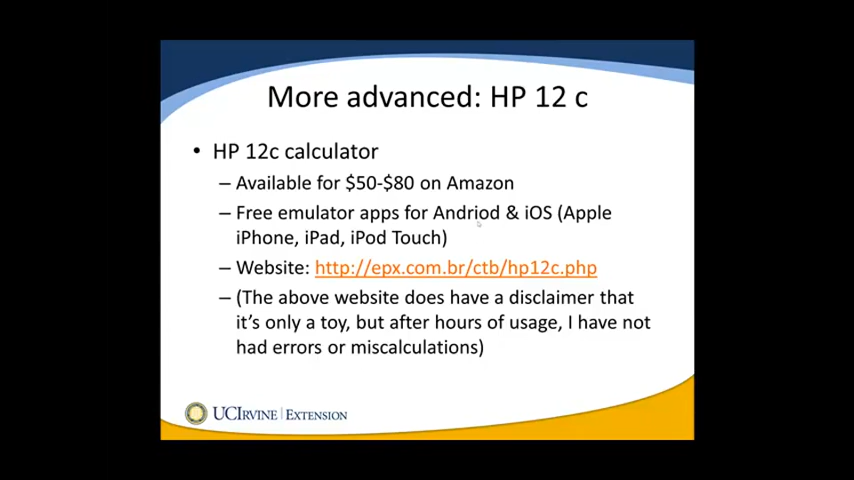 More advanced: HP 12 c
• HP 12c calculator
– Available for $50-$80 on Amazon
– Free emulator apps for Andriod & iOS (Apple
iPhone, iPad, iPod Touch)
– Website: http://epx.com.br/ctb/hp12c.php
– (The above website does have a disclaimer that
it's only a toy, but after hours of usage, I have not
had errors or miscalculations)
UCIRVINE | EXTENSION